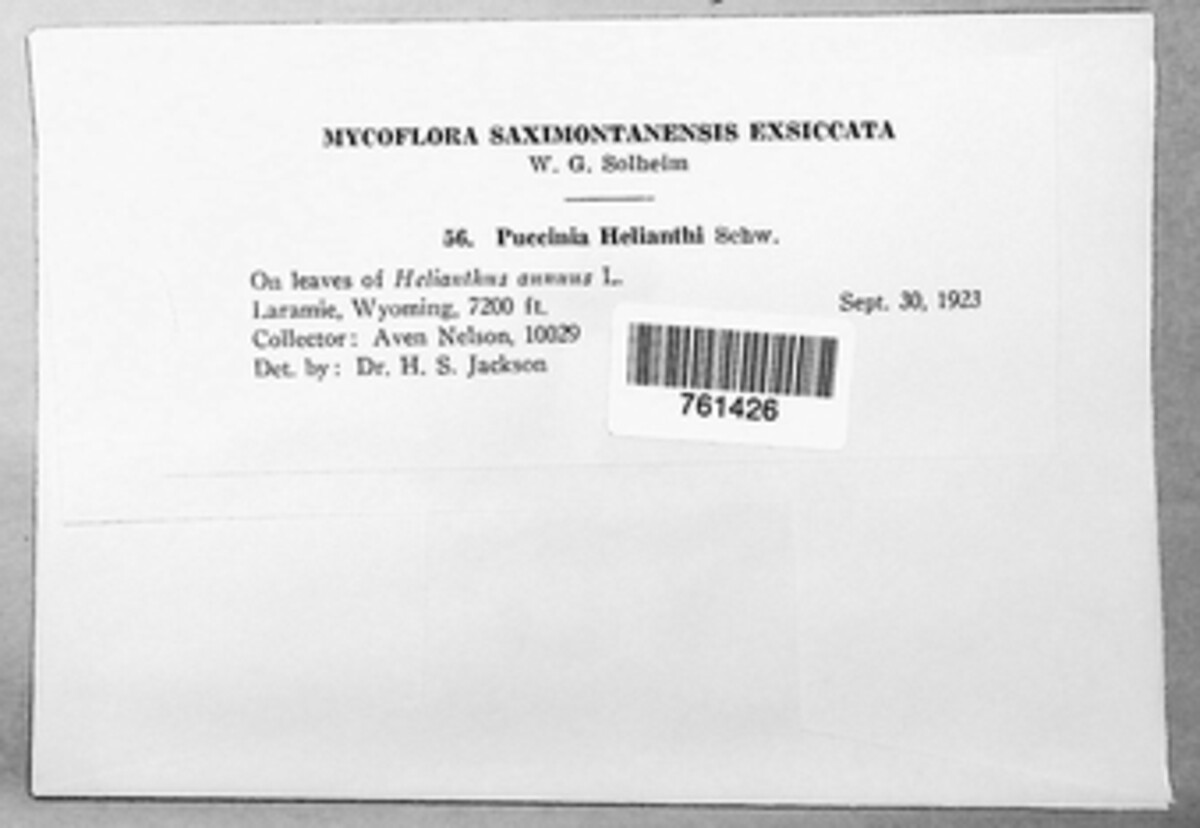 MYCOFLORA SAXIMONTANENSIS EXSICCATA
W. G. Solheim
56. Puccinia Helianthi Schw.
On leaves of Helianthus annuus L.
Laramie, Wyoming, 7200 ft.
Sept. 30, 1923
Collector: Aven Nelson, 10029
Det. by: Dr. H. S. Jackson
761426